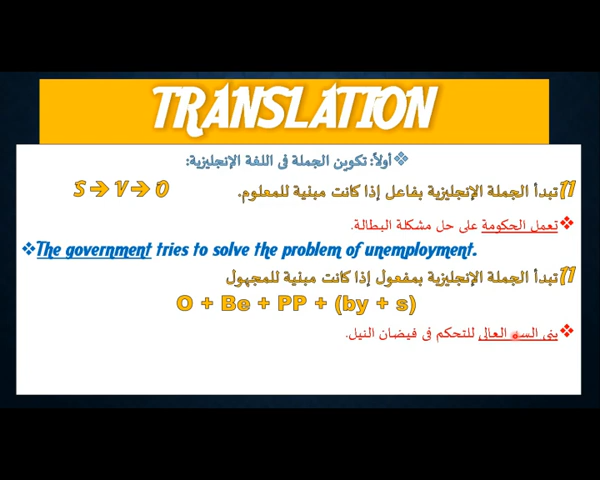 TRANSLATION
❖أولاً: تكوين الجملة فى اللغة الإنجليزية:
تبدأ الجملة الإنجليزية بفاعل إذا كانت مبنية للمعلوم. S → V → O
❖تعمل الحكومة على حل مشكلة البطالة.
❖The government tries to solve the problem of unemployment.
تبدأ الجملة الإنجليزية بمفعول إذا كانت مبنية للمجهول
O + Be + PP + (by + s)
❖بنى السد العالى للتحكم فى فيضان النيل.